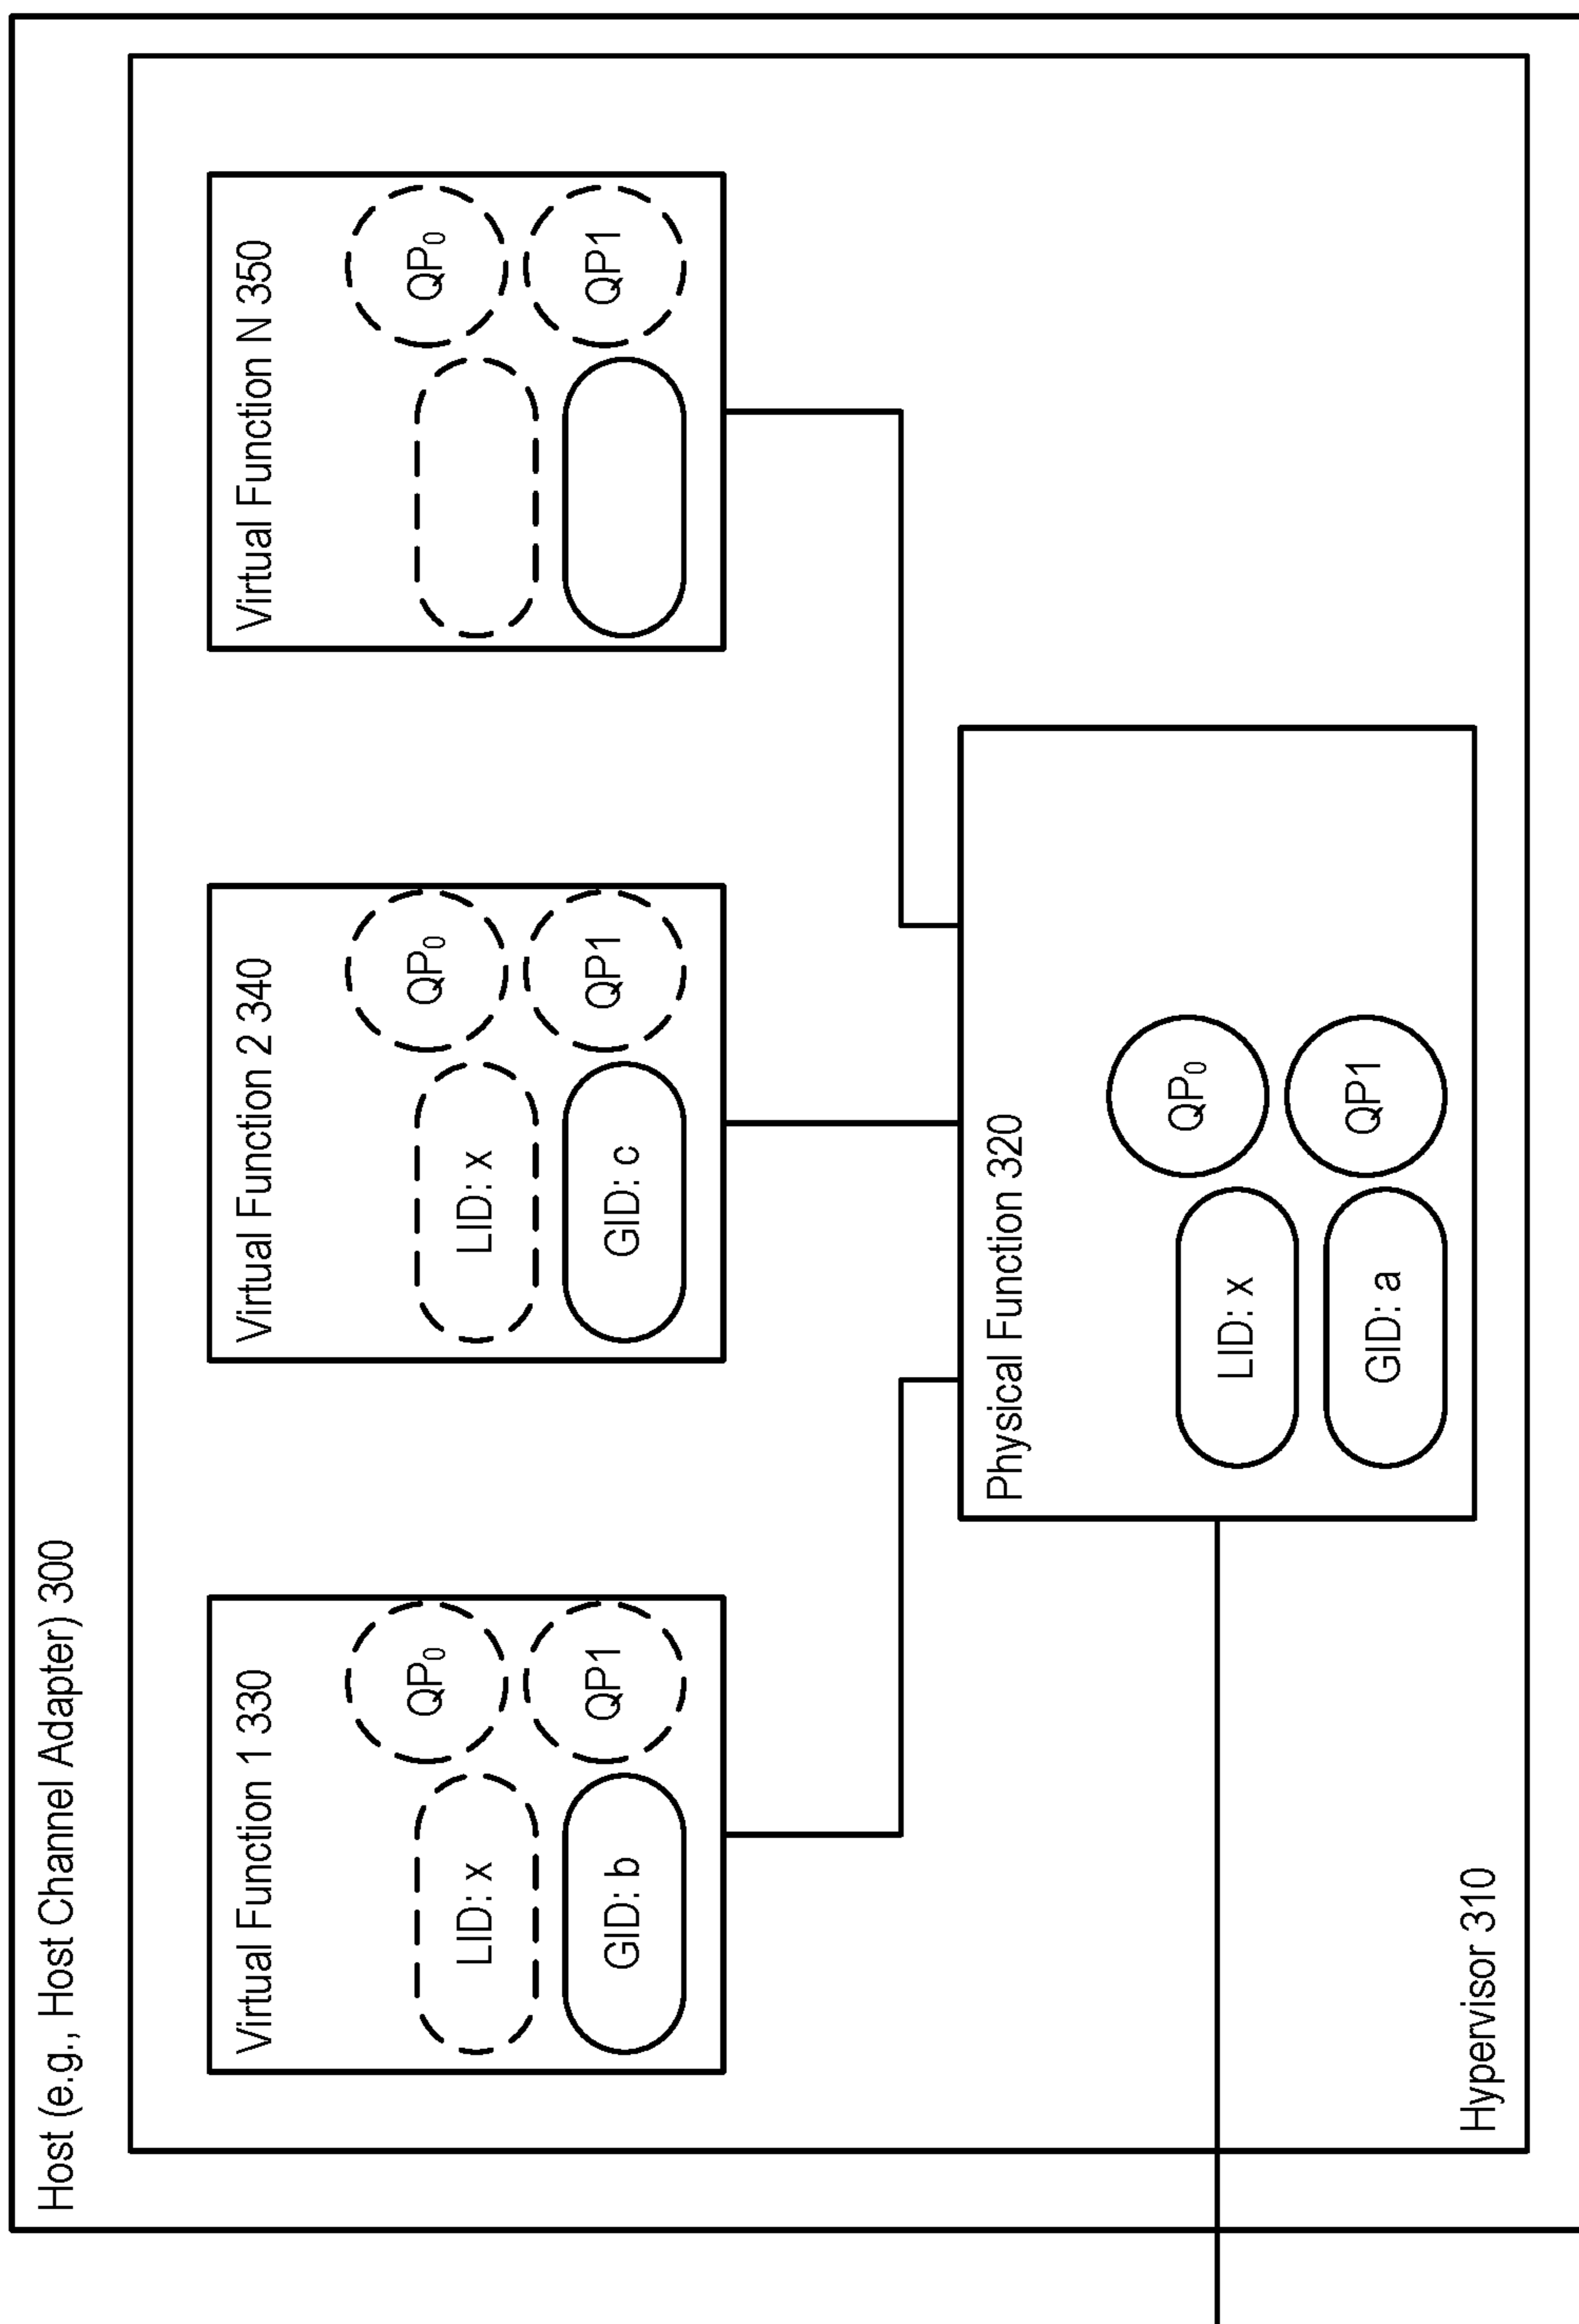 Host (e.g., Host Channel Adapter) 300
Virtual Function 1 330
QP₀
LID: x
QP1
GID: b
Virtual Function 2 340
QP₀
LID: x
QP1
GID: c
Virtual Function N 350
QP₀
QP1
Physical Function 320
QP₀
LID: x
QP1
GID: a
Hypervisor 310